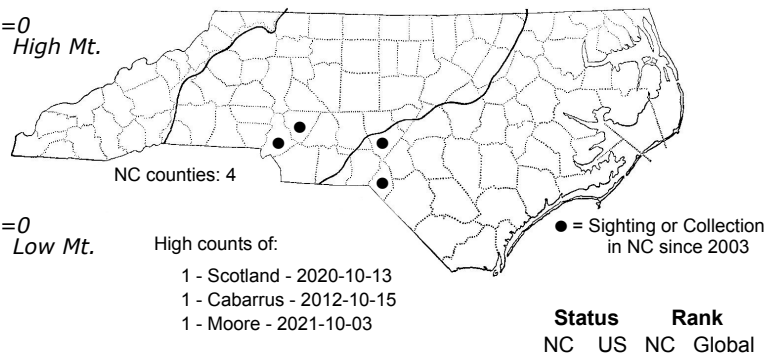 =0
High Mt.
NC counties: 4
=0
Low Mt.
High counts of:
1 - Scotland - 2020-10-13
1 - Cabarrus - 2012-10-15
1 - Moore - 2021-10-03
● = Sighting or Collection
in NC since 2003
Status Rank
NC US NC Global